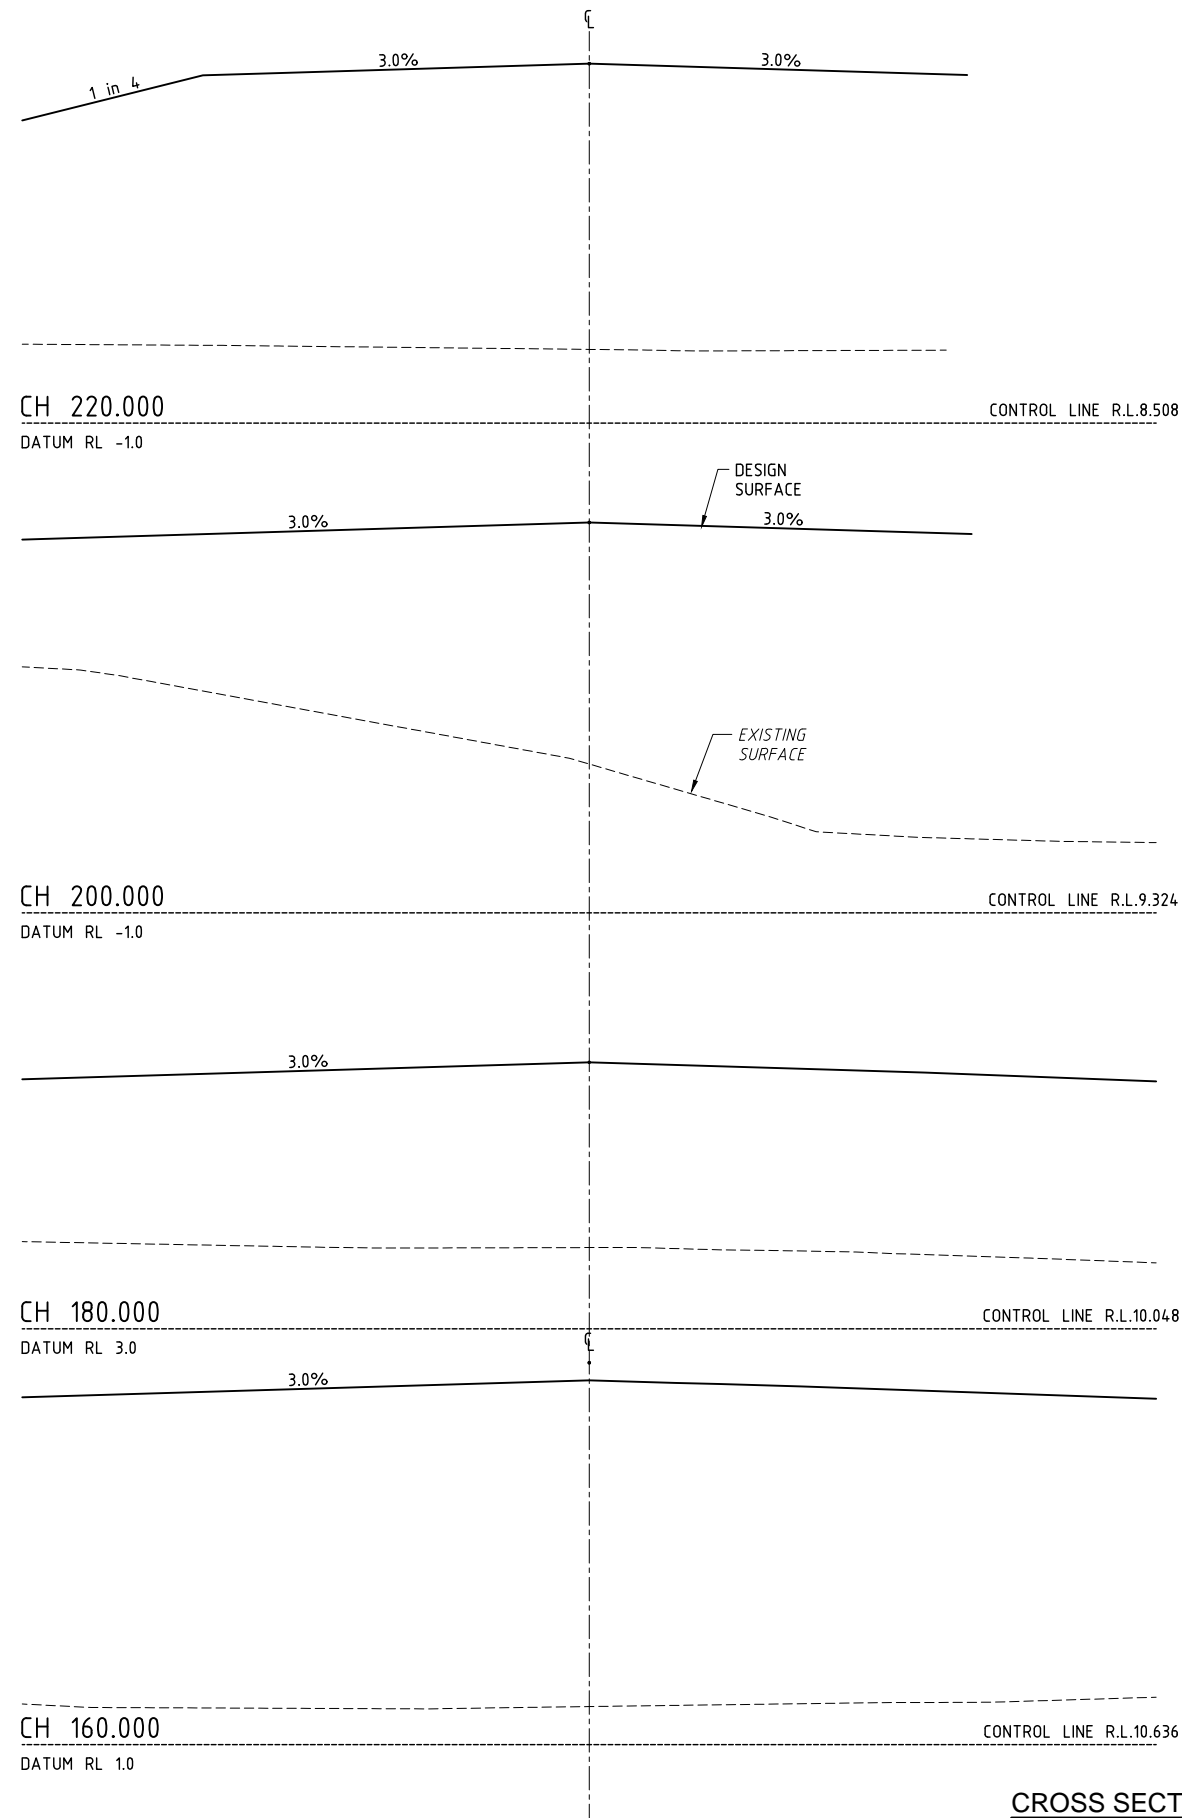 CL
3.0%
3.0%
1 in 4
CH 220.000
CONTROL LINE R.L.8.508
DATUM RL -1.0
DESIGN
SURFACE
3.0%
3.0%
EXISTING
SURFACE
CH 200.000
CONTROL LINE R.L.9.324
DATUM RL -1.0
3.0%
CH 180.000
CONTROL LINE R.L.10.048
DATUM RL 3.0
CL
3.0%
CH 160.000
CONTROL LINE R.L.10.636
DATUM RL 1.0
CROSS SECT